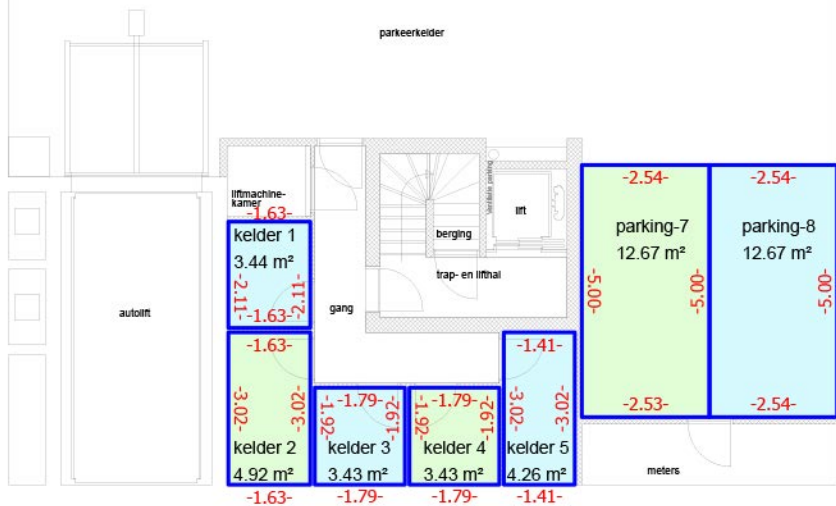 parkeerkelder
liftmachine-
kamer
-1.63-
kelder 1
3.44 m²
-2.11-
-2.11-
-1.63-
autolift
gang
berging
Ventilatie parking
lift
trap- en lifthal
-2.54-
parking-7
12.67 m²
-5.00-
-5.00-
-2.53-
-2.54-
parking-8
12.67 m²
-5.00-
-2.54-
-1.63-
-3.02-
-3.02-
kelder 2
4.92 m²
-1.63-
-1.79-
-1.92-
-1.92-
kelder 3
3.43 m²
-1.79-
-1.79-
-1.92-
-1.92-
kelder 4
3.43 m²
-1.79-
-1.41-
-3.02-
-3.02-
kelder 5
4.26 m²
-1.41-
meters